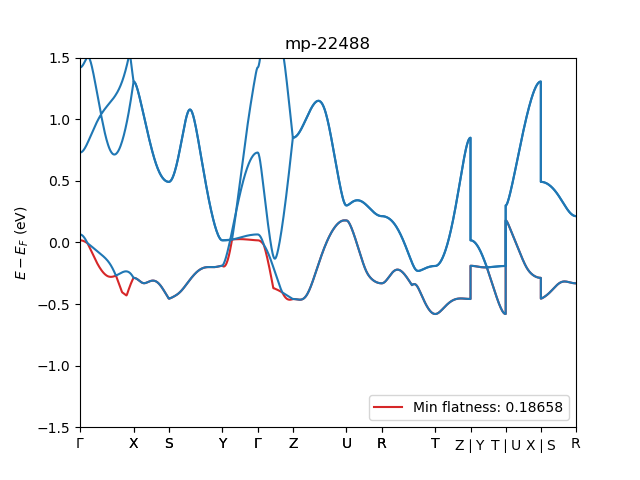 mp-22488
E − E_F (eV)
1.5
1.0
0.5
0.0
−0.5
−1.0
−1.5
Min flatness: 0.18658
Γ X S Y Γ Z U R T Z | Y T | U X | S R